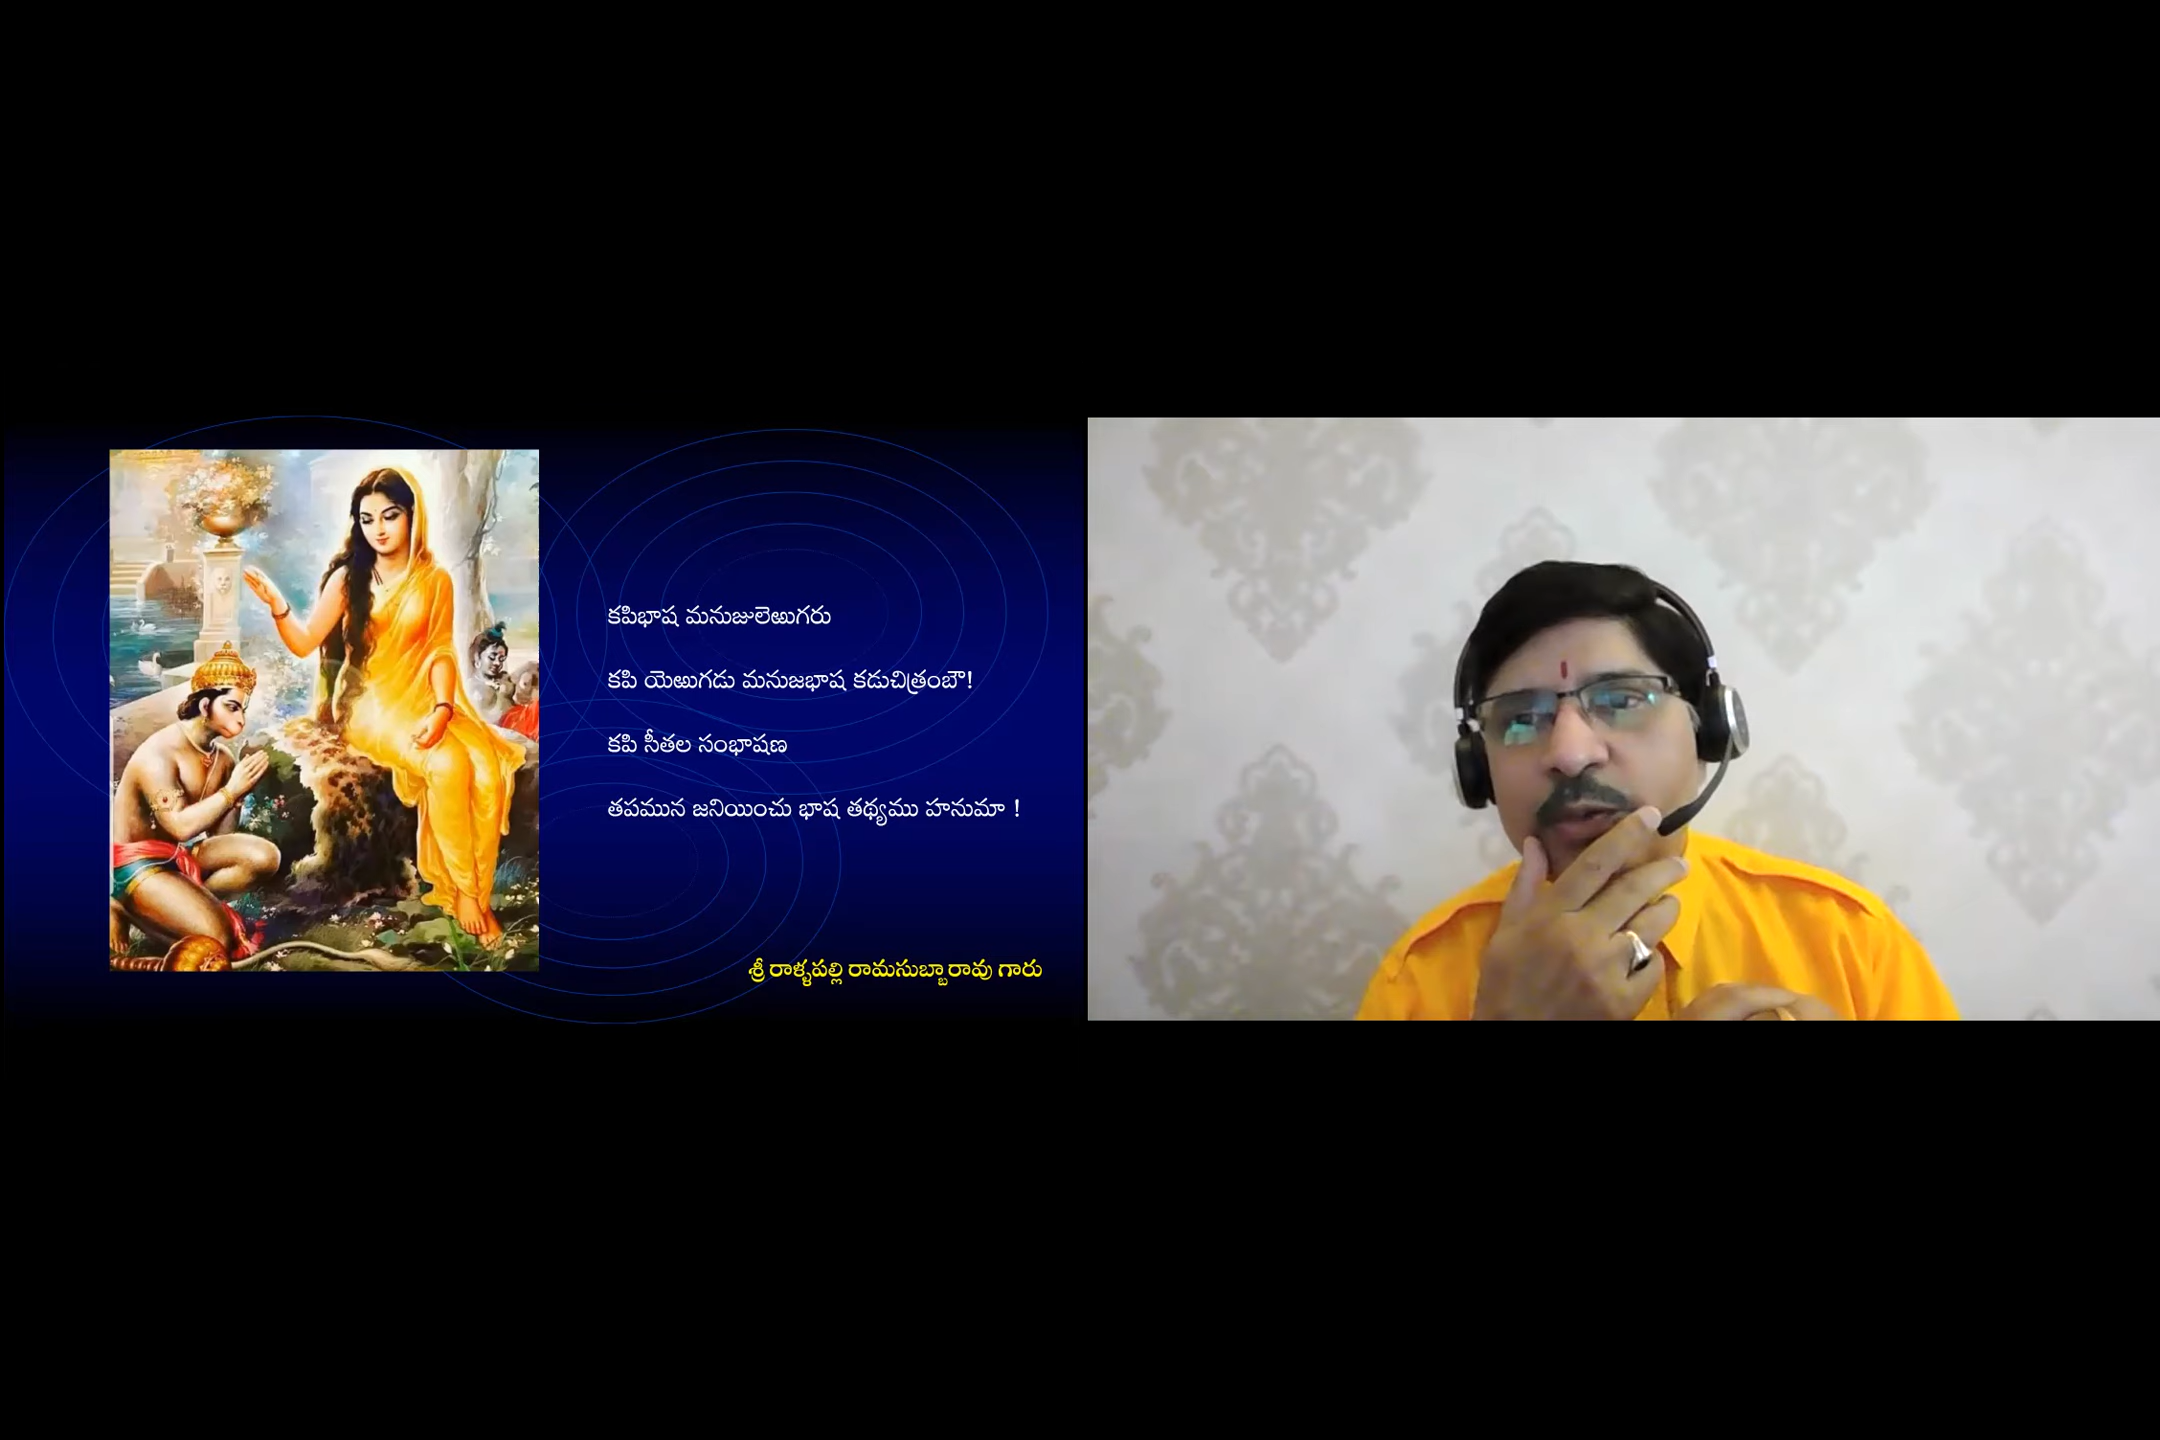 కపిభాష మనుజులెఱుగరు
కపి యెఱుగడు మనుజభాష కడుచిత్రంబౌ!
కపి సీతల సంభాషణ
తపమున జనియించు భాష తథ్యము హనుమా !
శ్రీ రాళ్ళపల్లి రామసుబ్బారావు గారు